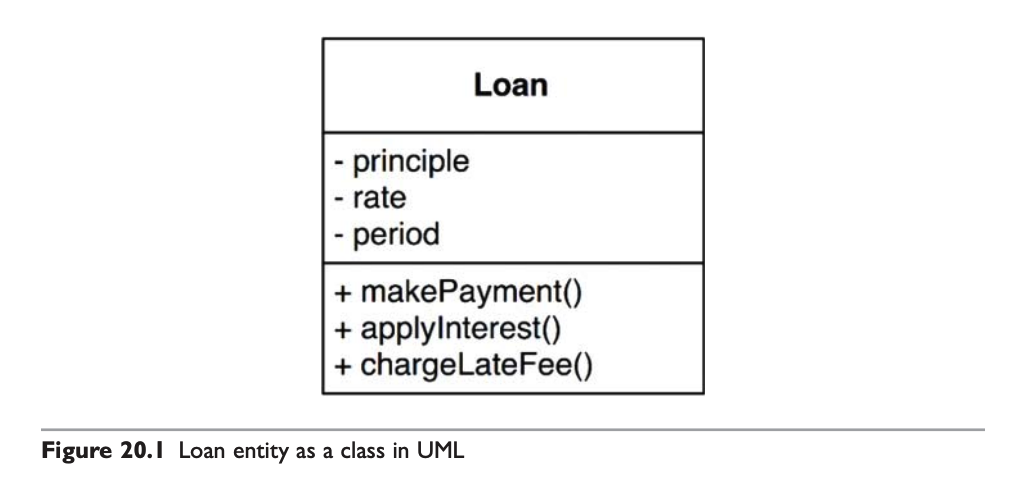 Loan
- principle
- rate
- period
+ makePayment()
+ applyInterest()
+ chargeLateFee()
Figure 20.1 Loan entity as a class in UML